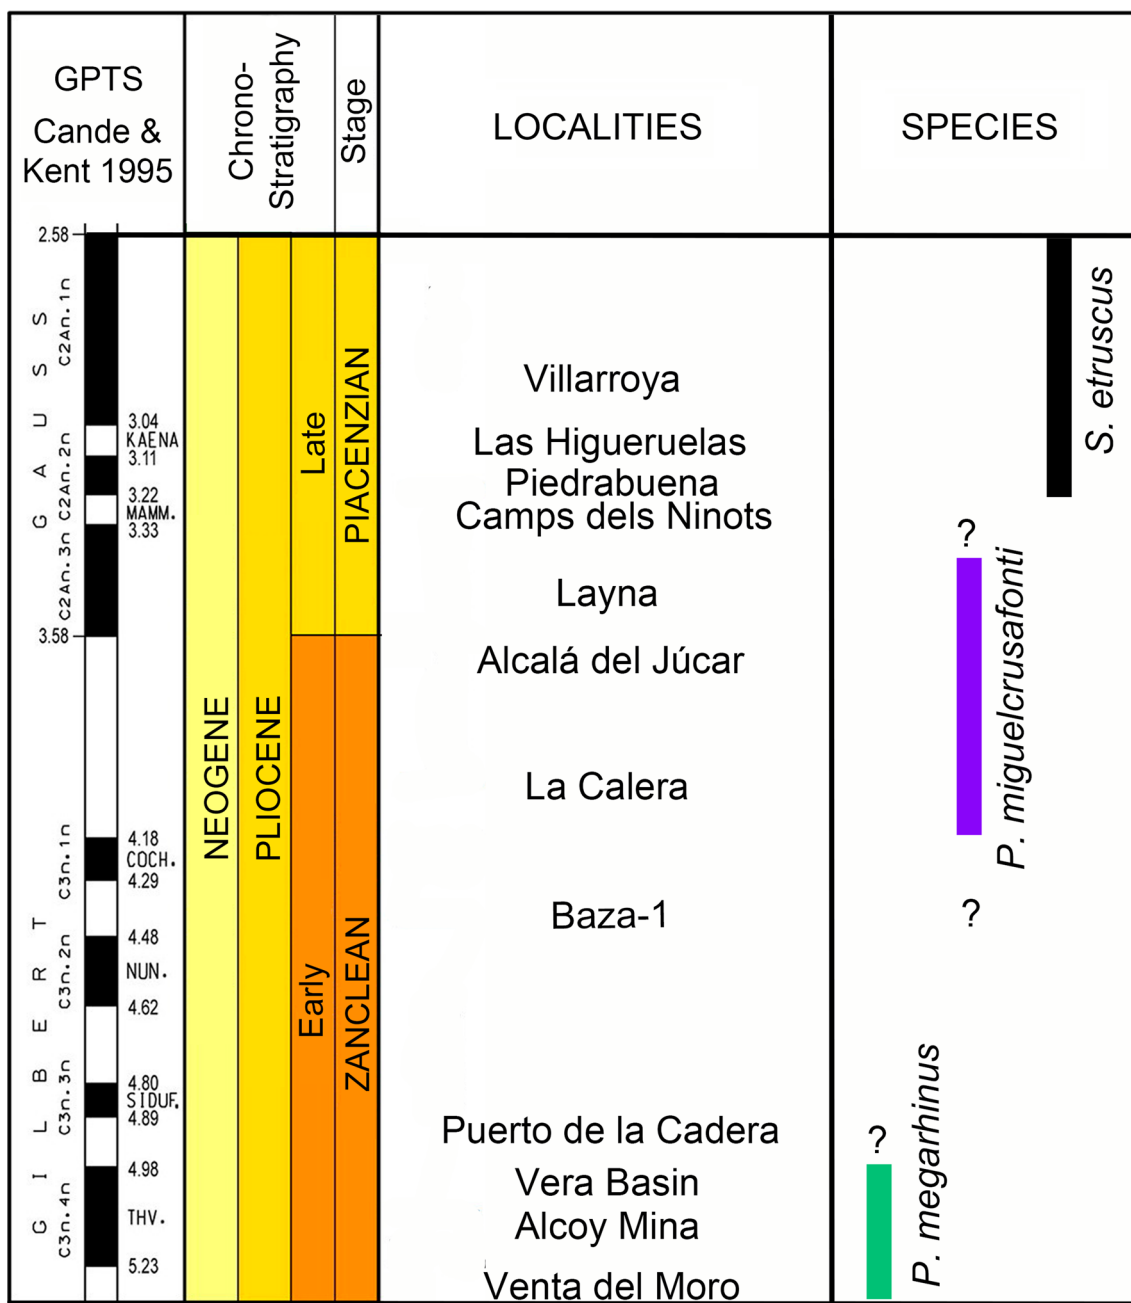 GPTS
Cande &
Kent 1995
Chrono-
Stratigraphy
Stage
LOCALITIES
SPECIES
2.58
3.04
KAENA
3.11
3.22
MAMM.
3.33
3.58
4.18
COCH.
4.29
4.48
NUN.
4.62
4.80
SIDUF.
4.89
4.98
THV.
5.23
GAUSS
C2An.1n
C2An.2n
C2An.3n
GILBERT
C3n.1n
C3n.2n
C3n.3n
C3n.4n
NEOGENE
PLIOCENE
Late
Early
PIACENZIAN
ZANCLEAN
Villarroya
Las Higueruelas
Piedrabuena
Camps dels Ninots
Layna
Alcalá del Júcar
La Calera
Baza-1
Puerto de la Cadera
Vera Basin
Alcoy Mina
Venta del Moro
S. etruscus
?
P. miguelcrusafonti
?
?
P. megarhinus